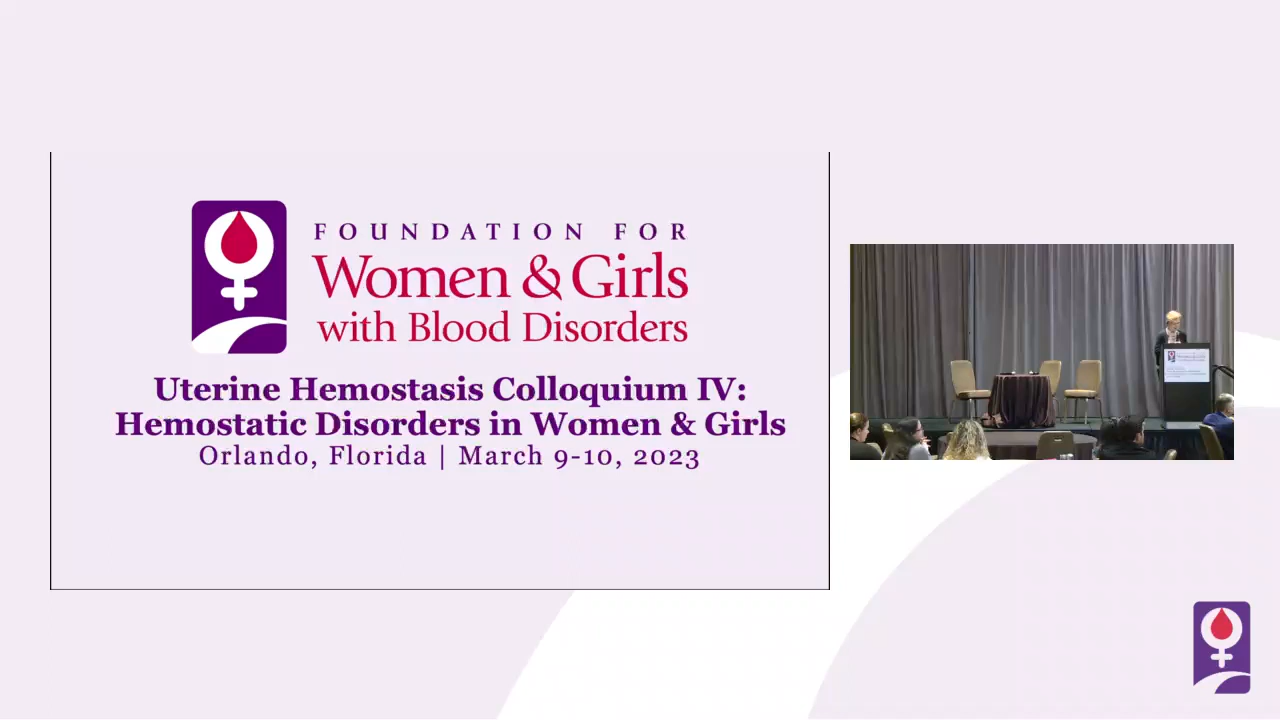 FOUNDATION FOR
Women & Girls
with Blood Disorders
Uterine Hemostasis Colloquium IV:
Hemostatic Disorders in Women & Girls
Orlando, Florida | March 9-10, 2023